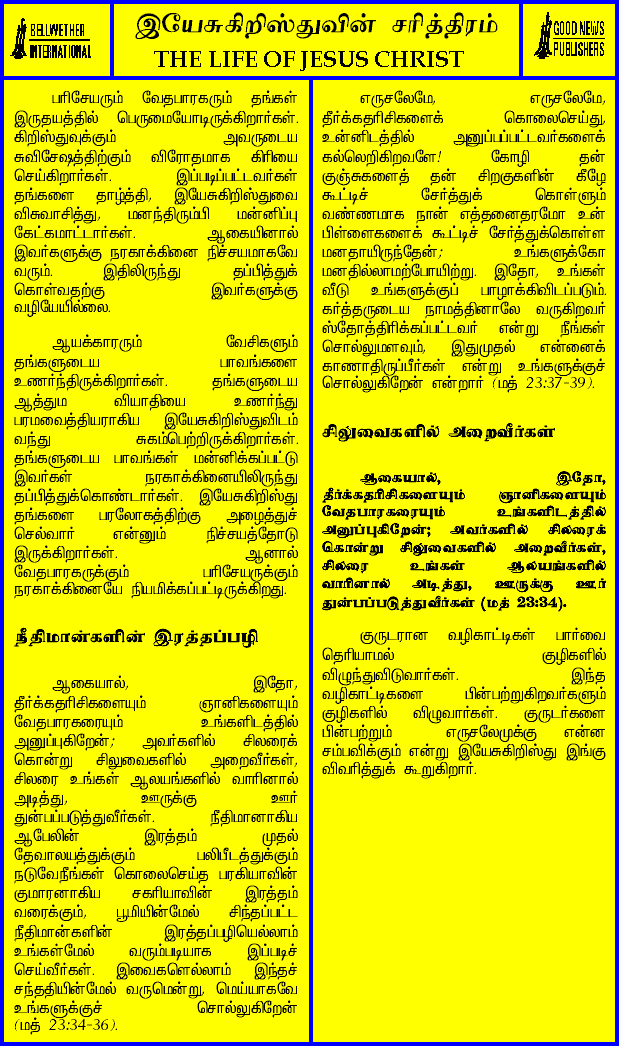 BELLWETHER
INTERNATIONAL
இயேசுகிறிஸ்துவின் சரித்திரம்
THE LIFE OF JESUS CHRIST
GOOD NEWS
PUBLISHERS
பரிசேயரும் வேதபாரகரும் தங்கள்
இருதயத்தில் பெருமையோடிருக்கிறார்கள்.
கிறிஸ்துவுக்கும் அவருடைய
சுவிசேஷத்திற்கும் விரோதமாக கிரியை
செய்கிறார்கள். இப்படிப்பட்டவர்கள்
தங்களை தாழ்த்தி, இயேசுகிறிஸ்துவை
விசுவாசித்து, மனந்திரும்பி மன்னிப்பு
கேட்கமாட்டார்கள். ஆகையினால்
இவர்களுக்கு நரகாக்கினை நிச்சயமாகவே
வரும். இதிலிருந்து தப்பித்துக்
கொள்வதற்கு இவர்களுக்கு
வழியேயில்லை.
ஆயக்காரரும் வேசிகளும்
தங்களுடைய பாவங்களை
உணர்ந்திருக்கிறார்கள். தங்களுடைய
ஆத்தும வியாதியை உணர்ந்து
பரமவைத்தியராகிய இயேசுகிறிஸ்துவிடம்
வந்து சுகம்பெற்றிருக்கிறார்கள்.
தங்களுடைய பாவங்கள் மன்னிக்கப்பட்டு
இவர்கள் நரகாக்கினையிலிருந்து
தப்பித்துக்கொண்டார்கள். இயேசுகிறிஸ்து
தங்களை பரலோகத்திற்கு அழைத்துச்
செல்வார் என்னும் நிச்சயத்தோடு
இருக்கிறார்கள். ஆனால்
வேதபாரகருக்கும் பரிசேயருக்கும்
நரகாக்கினையே நியமிக்கப்பட்டிருக்கிறது.
நீதிமான்களின் இரத்தப்பழி
ஆகையால், இதோ,
தீர்க்கதரிசிகளையும் ஞானிகளையும்
வேதபாரகரையும் உங்களிடத்தில்
அனுப்புகிறேன்; அவர்களில் சிலரைக்
கொன்று சிலுவைகளில் அறைவீர்கள்,
சிலரை உங்கள் ஆலயங்களில் வாரினால்
அடித்து, ஊருக்கு ஊர்
துன்பப்படுத்துவீர்கள். நீதிமானாகிய
ஆபேலின் இரத்தம் முதல்
தேவாலயத்துக்கும் பலிபீடத்துக்கும்
நடுவேநீங்கள் கொலைசெய்த பரகியாவின்
குமாரனாகிய சகரியாவின் இரத்தம்
வரைக்கும், பூமியின்மேல் சிந்தப்பட்ட
நீதிமான்களின் இரத்தப்பழியெல்லாம்
உங்கள்மேல் வரும்படியாக இப்படிச்
செய்வீர்கள். இவைகளெல்லாம் இந்தச்
சந்ததியின்மேல் வருமென்று, மெய்யாகவே
உங்களுக்குச் சொல்லுகிறேன்
(மத் 23:34-36).
எருசலேமே, எருசலேமே,
தீர்க்கதரிசிகளைக் கொலைசெய்து,
உன்னிடத்தில் அனுப்பப்பட்டவர்களைக்
கல்லெறிகிறவளே! கோழி தன்
குஞ்சுகளைத் தன் சிறகுகளின் கீழே
கூட்டிச் சேர்த்துக் கொள்ளும்
வண்ணமாக நான் எத்தனைதரமோ உன்
பிள்ளைகளைக் கூட்டிச் சேர்த்துக்கொள்ள
மனதாயிருந்தேன்; உங்களுக்கோ
மனதில்லாமற்போயிற்று. இதோ, உங்கள்
வீடு உங்களுக்குப் பாழாக்கிவிடப்படும்.
கர்த்தருடைய நாமத்தினாலே வருகிறவர்
ஸ்தோத்திரிக்கப்பட்டவர் என்று நீங்கள்
சொல்லுமளவும், இதுமுதல் என்னைக்
காணாதிருப்பீர்கள் என்று உங்களுக்குச்
சொல்லுகிறேன் என்றார் (மத் 23:37-39).
சிலுவைகளில் அறைவீர்கள்
ஆகையால், இதோ,
தீர்க்கதரிசிகளையும் ஞானிகளையும்
வேதபாரகரையும் உங்களிடத்தில்
அனுப்புகிறேன்; அவர்களில் சிலரைக்
கொன்று சிலுவைகளில் அறைவீர்கள்,
சிலரை உங்கள் ஆலயங்களில்
வாரினால் அடித்து, ஊருக்கு ஊர்
துன்பப்படுத்துவீர்கள் (மத் 23:34).
குருடரான வழிகாட்டிகள் பார்வை
தெரியாமல் குழிகளில்
விழுந்துவிடுவார்கள். இந்த
வழிகாட்டிகளை பின்பற்றுகிறவர்களும்
குழிகளில் விழுவார்கள். குருடர்களை
பின்பற்றும் எருசலேமுக்கு என்ன
சம்பவிக்கும் என்று இயேசுகிறிஸ்து இங்கு
விவரித்துக் கூறுகிறார்.